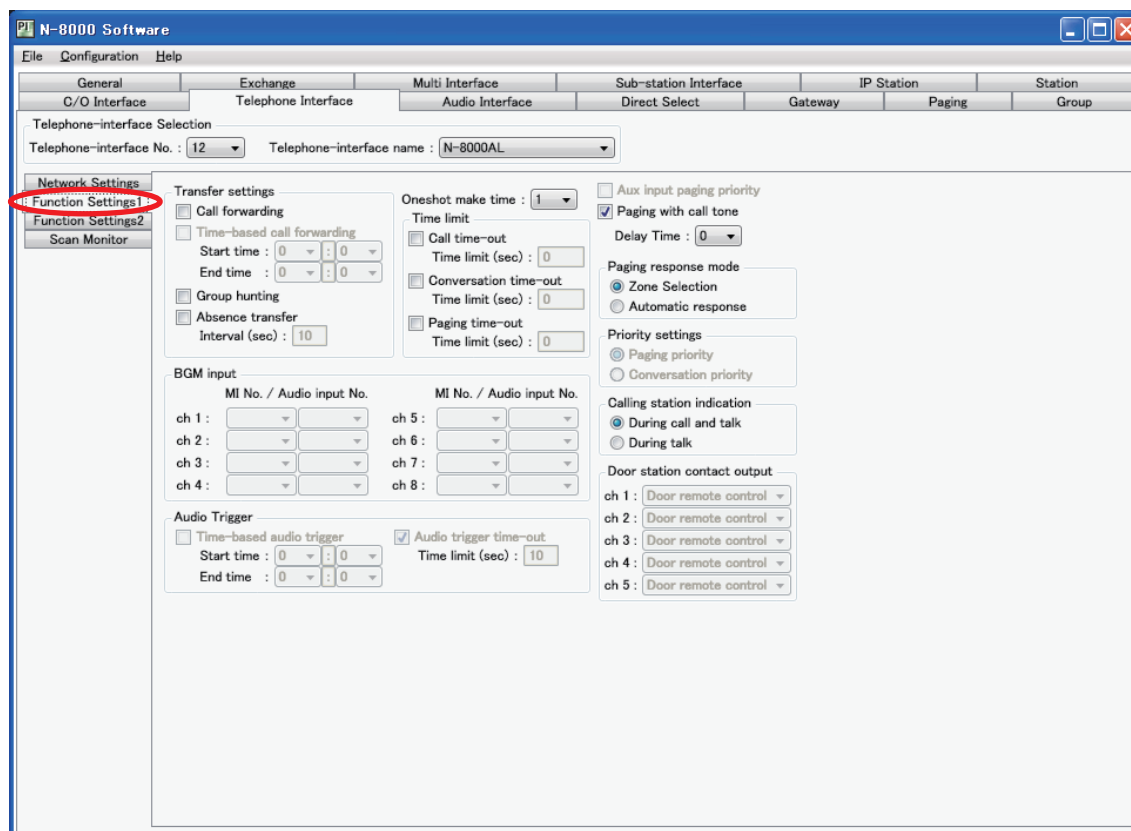 PI N-8000 Software
File Configuration Help
General Exchange Multi Interface Sub-station Interface IP Station Station
C/O Interface Telephone Interface Audio Interface Direct Select Gateway Paging Group
Telephone-interface Selection
Telephone-interface No. : 12 Telephone-interface name : N-8000AL
Network Settings
Function Settings1
Function Settings2
Scan Monitor
Transfer settings
Call forwarding
Time-based call forwarding
Start time : 0 : 0
End time : 0 : 0
Group hunting
Absence transfer
Interval (sec) : 10
Oneshot make time : 1
Time limit
Call time-out
Time limit (sec) : 0
Conversation time-out
Time limit (sec) : 0
Paging time-out
Time limit (sec) : 0
BGM input
MI No. / Audio input No. MI No. / Audio input No.
ch 1 : ch 5 :
ch 2 : ch 6 :
ch 3 : ch 7 :
ch 4 : ch 8 :
Audio Trigger
Time-based audio trigger
Start time : 0 : 0
End time : 0 : 0
Audio trigger time-out
Time limit (sec) : 10
Aux input paging priority
Paging with call tone
Delay Time : 0
Paging response mode
Zone Selection
Automatic response
Priority settings
Paging priority
Conversation priority
Calling station indication
During call and talk
During talk
Door station contact output
ch 1 : Door remote control
ch 2 : Door remote control
ch 3 : Door remote control
ch 4 : Door remote control
ch 5 : Door remote control